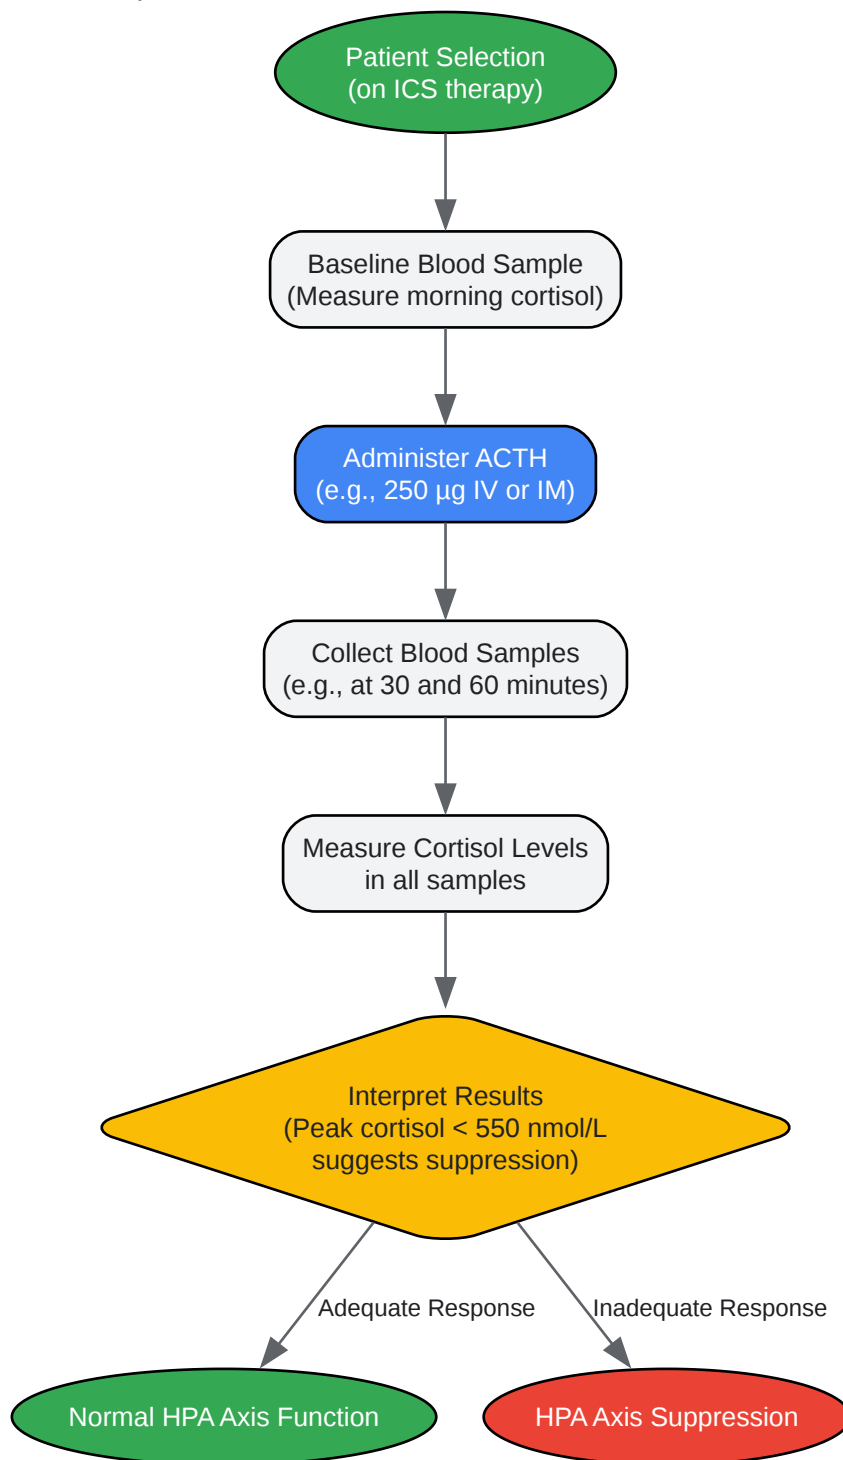 Patient Selection
(on ICS therapy)
Baseline Blood Sample
(Measure morning cortisol)
Administer ACTH
(e.g., 250 µg IV or IM)
Collect Blood Samples
(e.g., at 30 and 60 minutes)
Measure Cortisol Levels
in all samples
Interpret Results
(Peak cortisol < 550 nmol/L
suggests suppression)
Adequate Response
Inadequate Response
Normal HPA Axis Function
HPA Axis Suppression